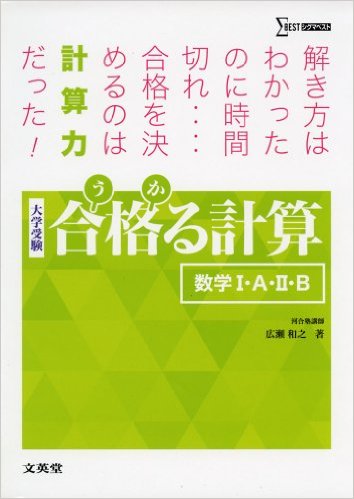 ΣBEST
シグマベスト
解き方は
わかった
のに時間
切れ……
合格を決
めるのは
計算力
だった！
大学受験
うか
合格る計算
数学Ⅰ・A・Ⅱ・B
河合塾講師
広瀬 和之 著
文英堂